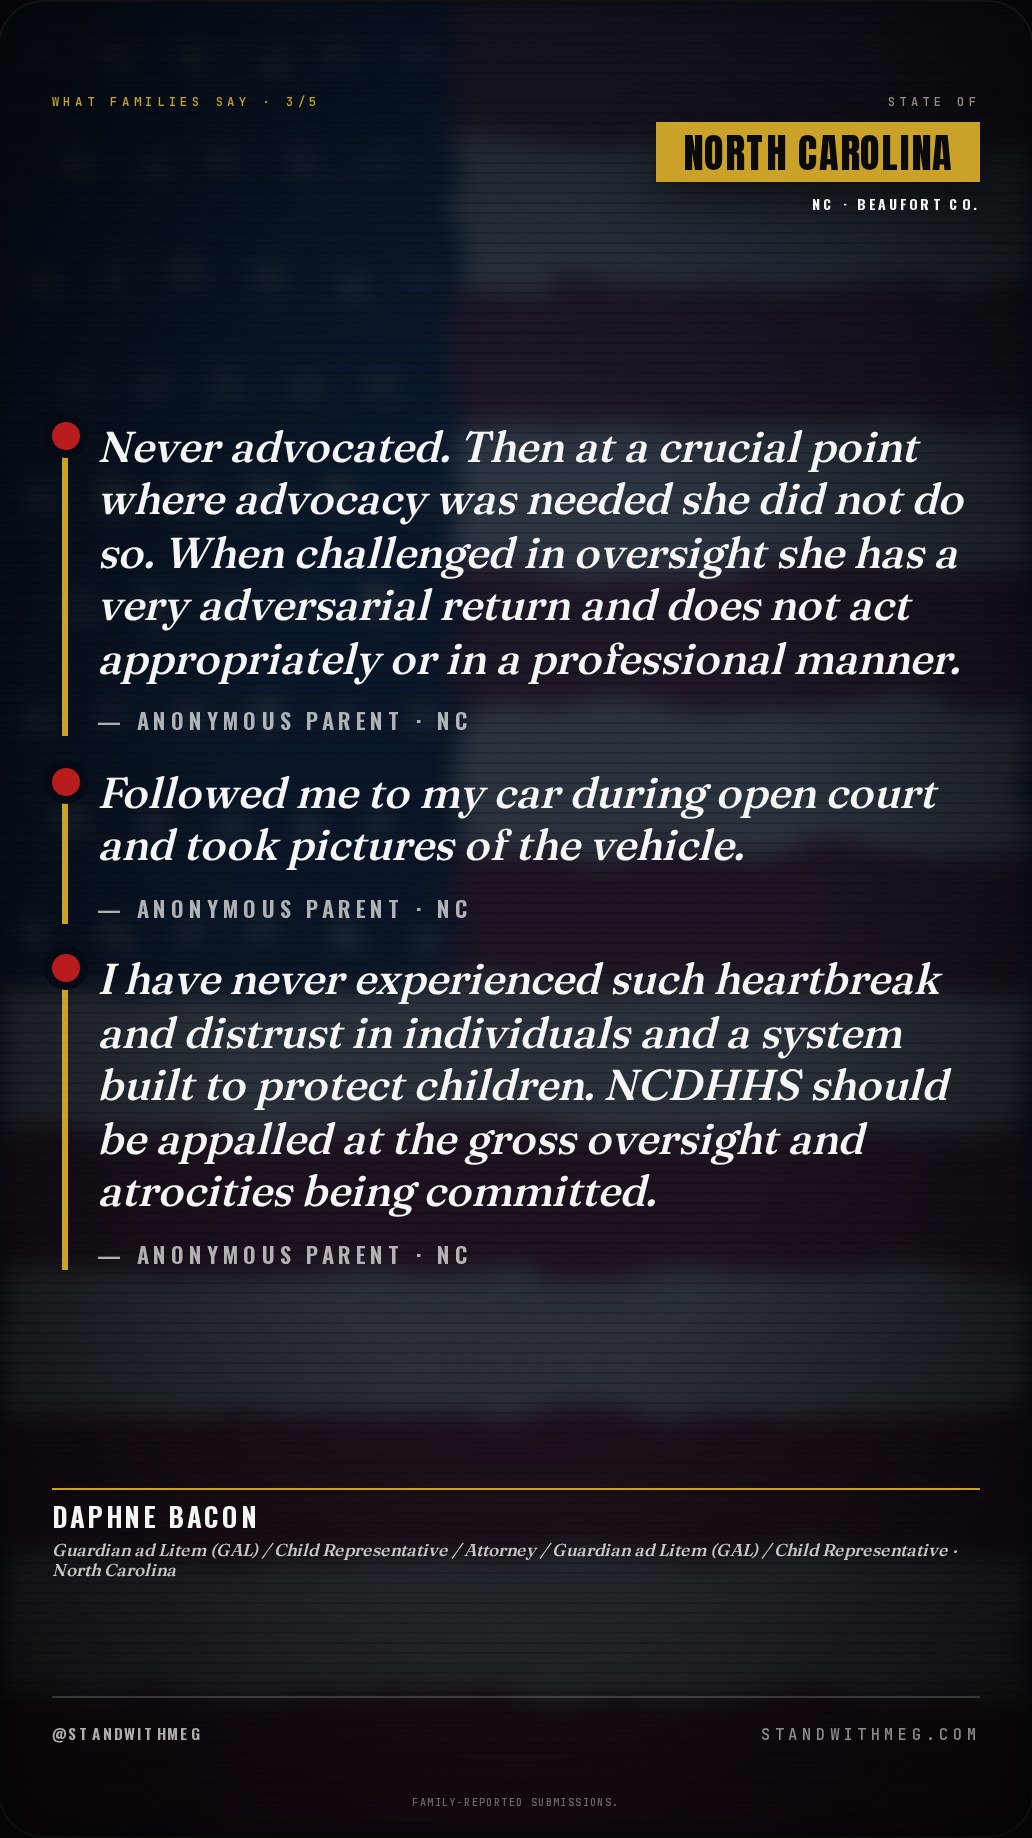 WHAT FAMILIES SAY · 3/5
STATE OF
NORTH CAROLINA
NC · BEAUFORT CO.
Never advocated. Then at a crucial point
where advocacy was needed she did not do
so. When challenged in oversight she has a
very adversarial return and does not act
appropriately or in a professional manner.
— ANONYMOUS PARENT · NC
Followed me to my car during open court
and took pictures of the vehicle.
— ANONYMOUS PARENT · NC
I have never experienced such heartbreak
and distrust in individuals and a system
built to protect children. NCDHHS should
be appalled at the gross oversight and
atrocities being committed.
— ANONYMOUS PARENT · NC
DAPHNE BACON
Guardian ad Litem (GAL) / Child Representative / Attorney / Guardian ad Litem (GAL) / Child Representative ·
North Carolina
@STANDWITHMEG
STANDWITHMEG.COM
FAMILY-REPORTED SUBMISSIONS.